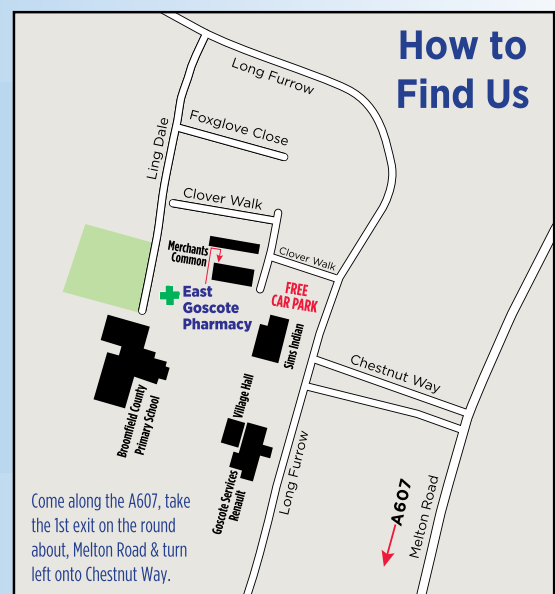 How to
Find Us
Long Furrow
Foxglove Close
Ling Dale
Clover Walk
Merchants
Common
Clover Walk
East
Goscote
Pharmacy
FREE
CAR PARK
Sims Indian
Chestnut Way
Broomfield County
Primary School
Village Hall
Goscote Services
Renault
Long Furrow
A607
Melton Road
Come along the A607, take
the 1st exit on the round
about, Melton Road & turn
left onto Chestnut Way.